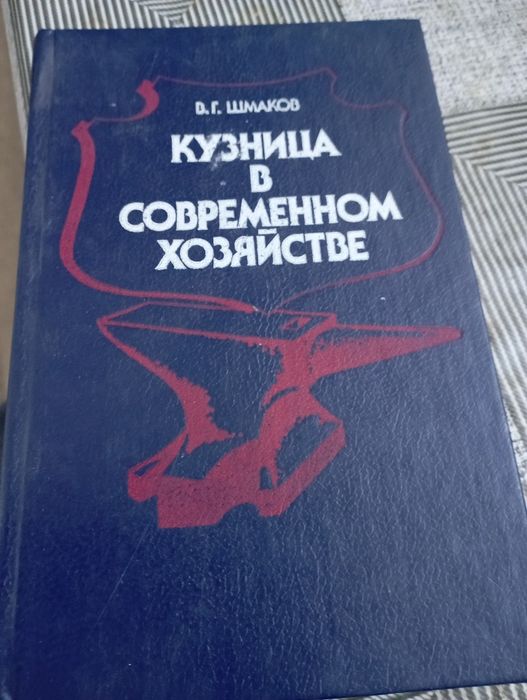 В.Г. ШМАКОВ
КУЗНИЦА
В
СОВРЕМЕННОМ
ХОЗЯЙСТВЕ